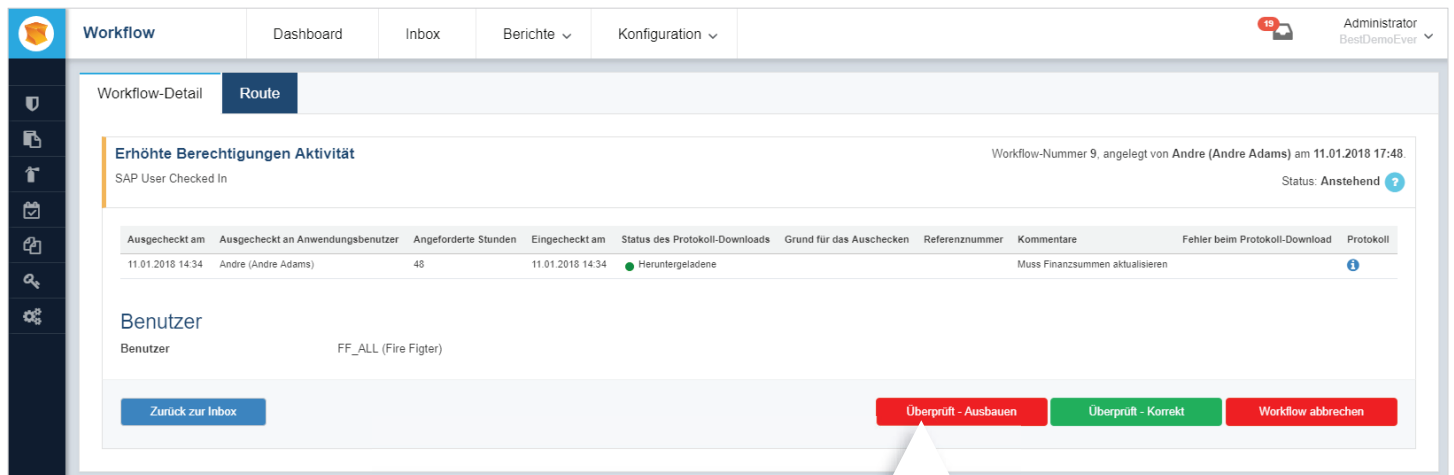 Workflow Dashboard Inbox Berichte Konfiguration 19 Administrator
BestDemoEver
Workflow-Detail Route
Erhöhte Berechtigungen Aktivität Workflow-Nummer 9, angelegt von Andre (Andre Adams) am 11.01.2018 17:48.
SAP User Checked In Status: Anstehend ?
Ausgecheckt am Ausgecheckt an Anwendungsbenutzer Angeforderte Stunden Eingecheckt am Status des Protokoll-Downloads Grund für das Auschecken Referenznummer Kommentare Fehler beim Protokoll-Download Protokoll
11.01.2018 14:34 Andre (Andre Adams) 48 11.01.2018 14:34 Heruntergeladene Muss Finanzsummen aktualisieren
Benutzer
Benutzer FF_ALL (Fire Figter)
Zurück zur Inbox Überprüft - Ausbauen Überprüft - Korrekt Workflow abbrechen